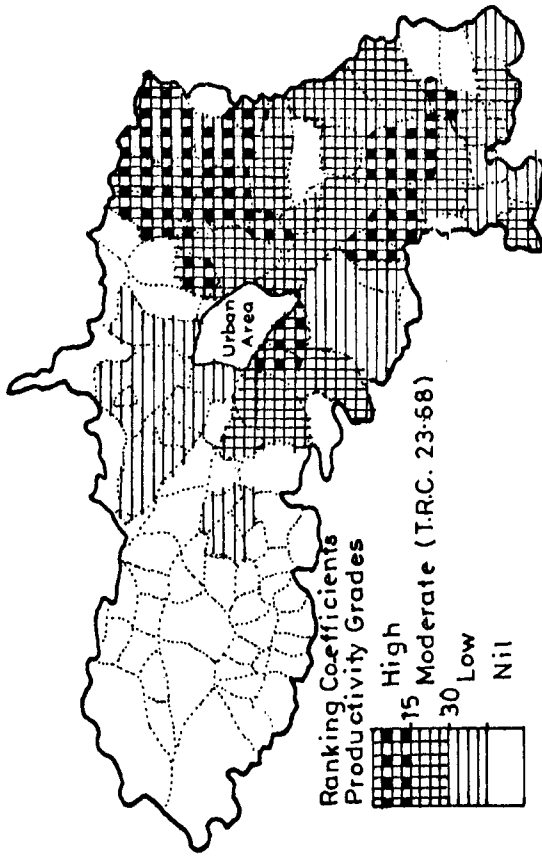 Urban
Area
Ranking Coefficients
Productivity Grades
High
15
Moderate (T.R.C. 23.68)
30
Low
Nil